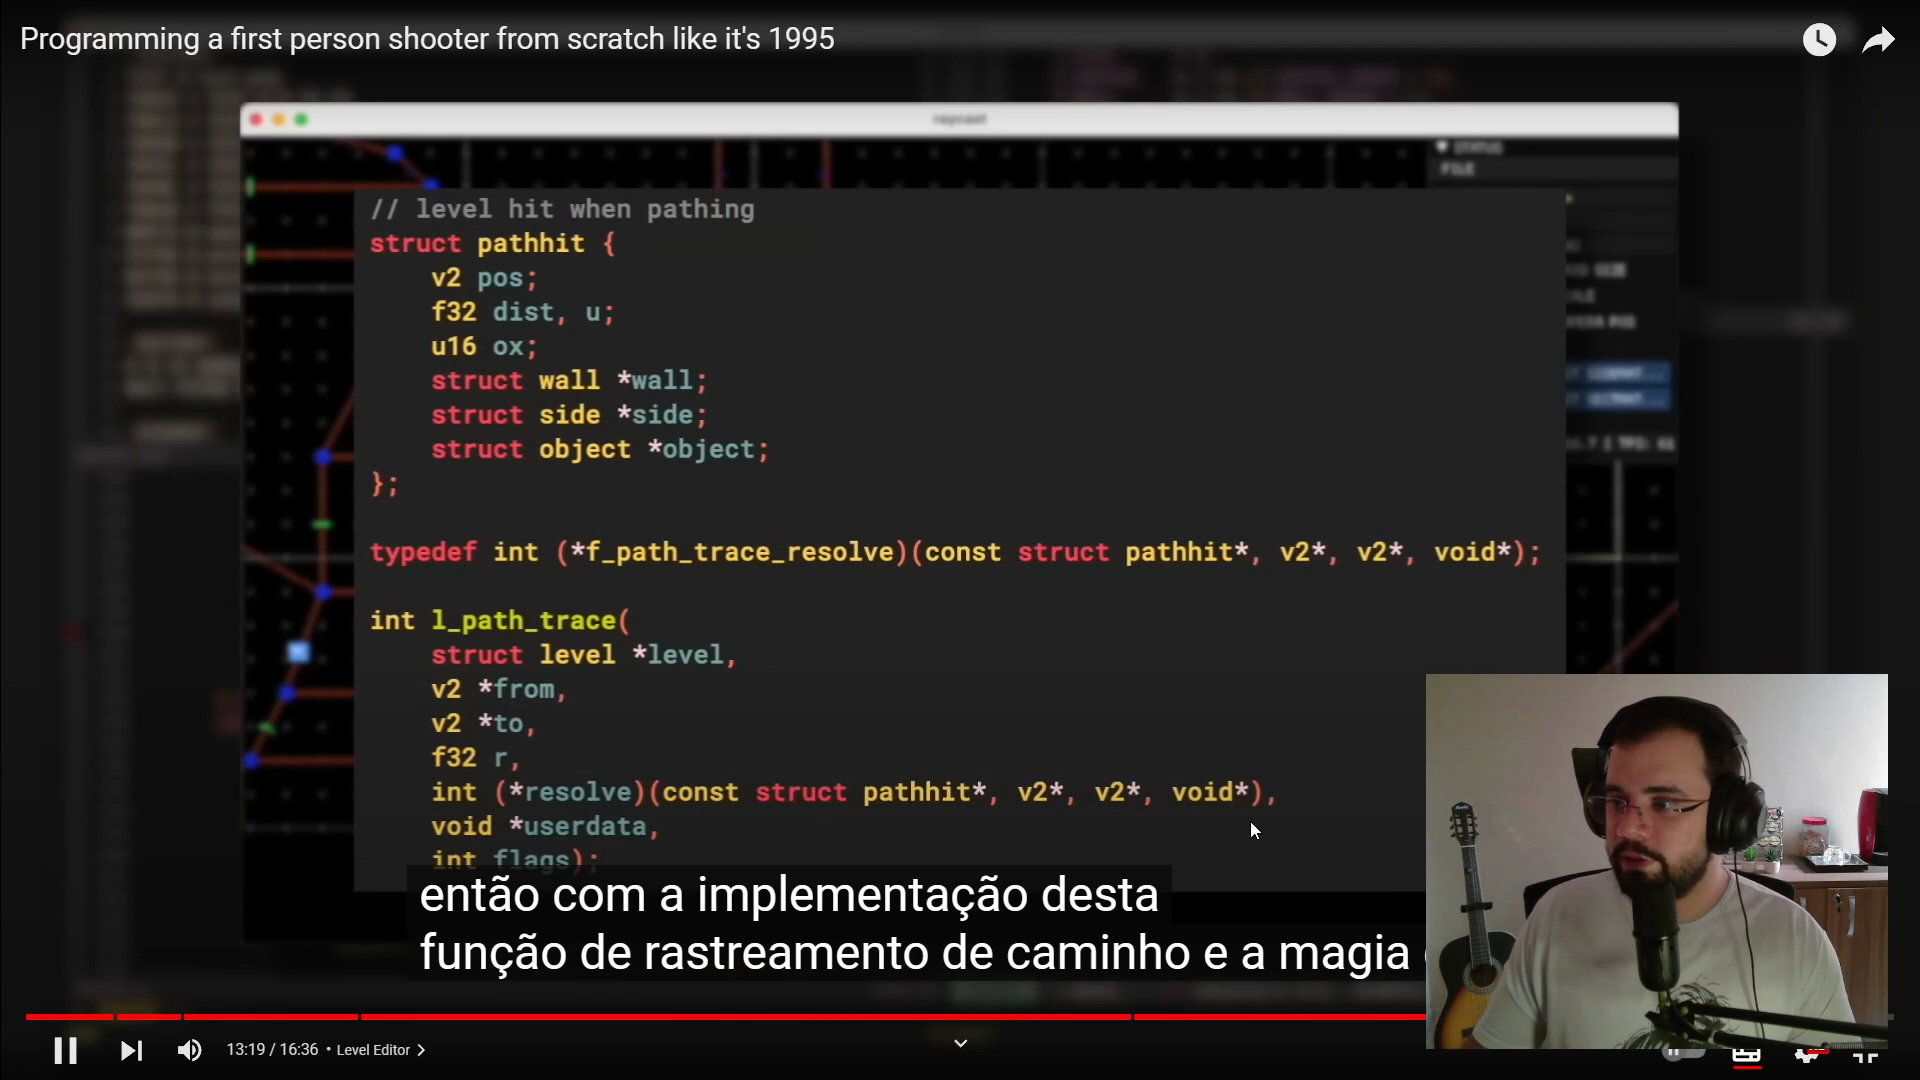 Programming a first person shooter from scratch like it's 1995
raycast
STATUS
FILE
// level hit when pathing
struct pathhit {
v2 pos;
f32 dist, u;
u16 ox;
struct wall *wall;
struct side *side;
struct object *object;
};
typedef int (*f_path_trace_resolve)(const struct pathhit*, v2*, v2*, void*);
int l_path_trace(
struct level *level,
v2 *from,
v2 *to,
f32 r,
int (*resolve)(const struct pathhit*, v2*, v2*, void*),
void *userdata,
int flags);
então com a implementação desta
função de rastreamento de caminho e a magia
13:19 / 16:36 • Level Editor